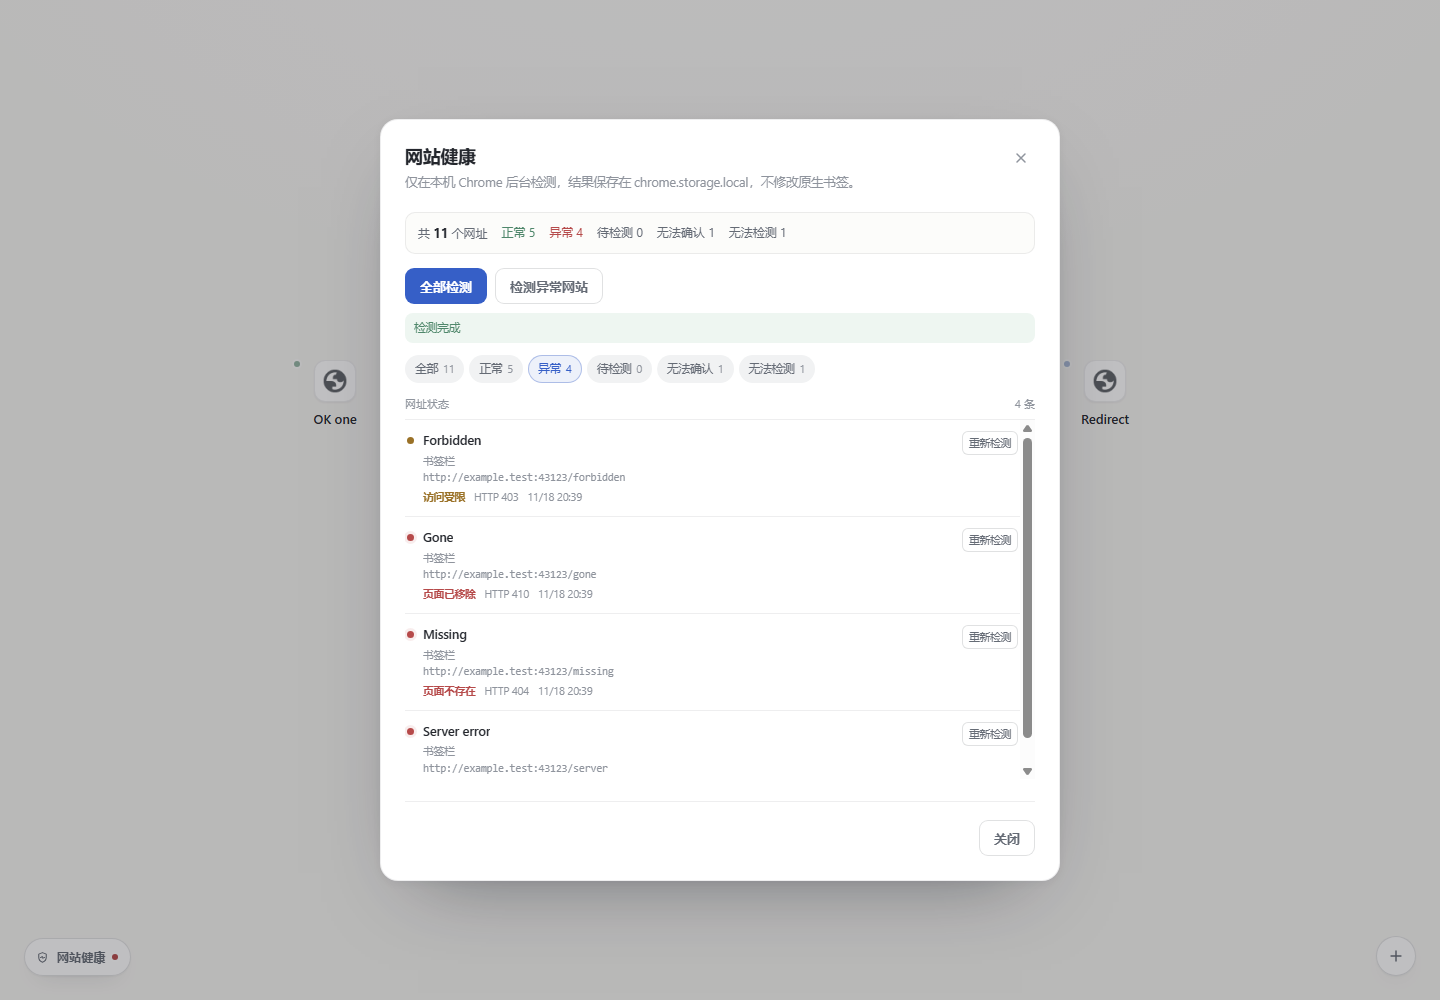 网站健康
仅在本机 Chrome 后台检测，结果保存在 chrome.storage.local，不修改原生书签。
共 11 个网址 正常 5 异常 4 待检测 0 无法确认 1 无法检测 1
全部检测 检测异常网站
检测完成
全部 11 正常 5 异常 4 待检测 0 无法确认 1 无法检测 1
网址状态 4 条
Forbidden 重新检测
书签栏
http://example.test:43123/forbidden
访问受限 HTTP 403 11/18 20:39
Gone 重新检测
书签栏
http://example.test:43123/gone
页面已移除 HTTP 410 11/18 20:39
Missing 重新检测
书签栏
http://example.test:43123/missing
页面不存在 HTTP 404 11/18 20:39
Server error 重新检测
书签栏
http://example.test:43123/server
关闭
OK one
Redirect
网站健康